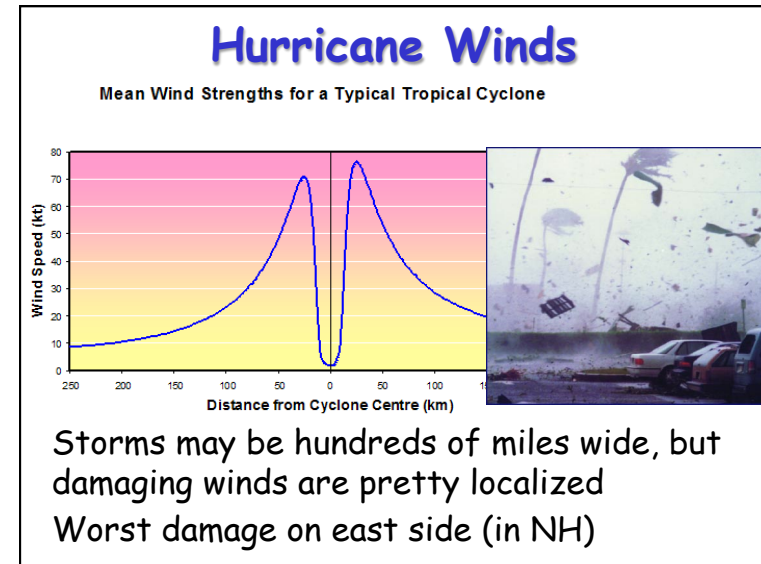 Hurricane Winds
Mean Wind Strengths for a Typical Tropical Cyclone
80
70
60
50
40
30
20
10
0
Wind Speed (kt)
250 200 150 100 50 0 50 100
Distance from Cyclone Centre (km)
Storms may be hundreds of miles wide, but
damaging winds are pretty localized
Worst damage on east side (in NH)